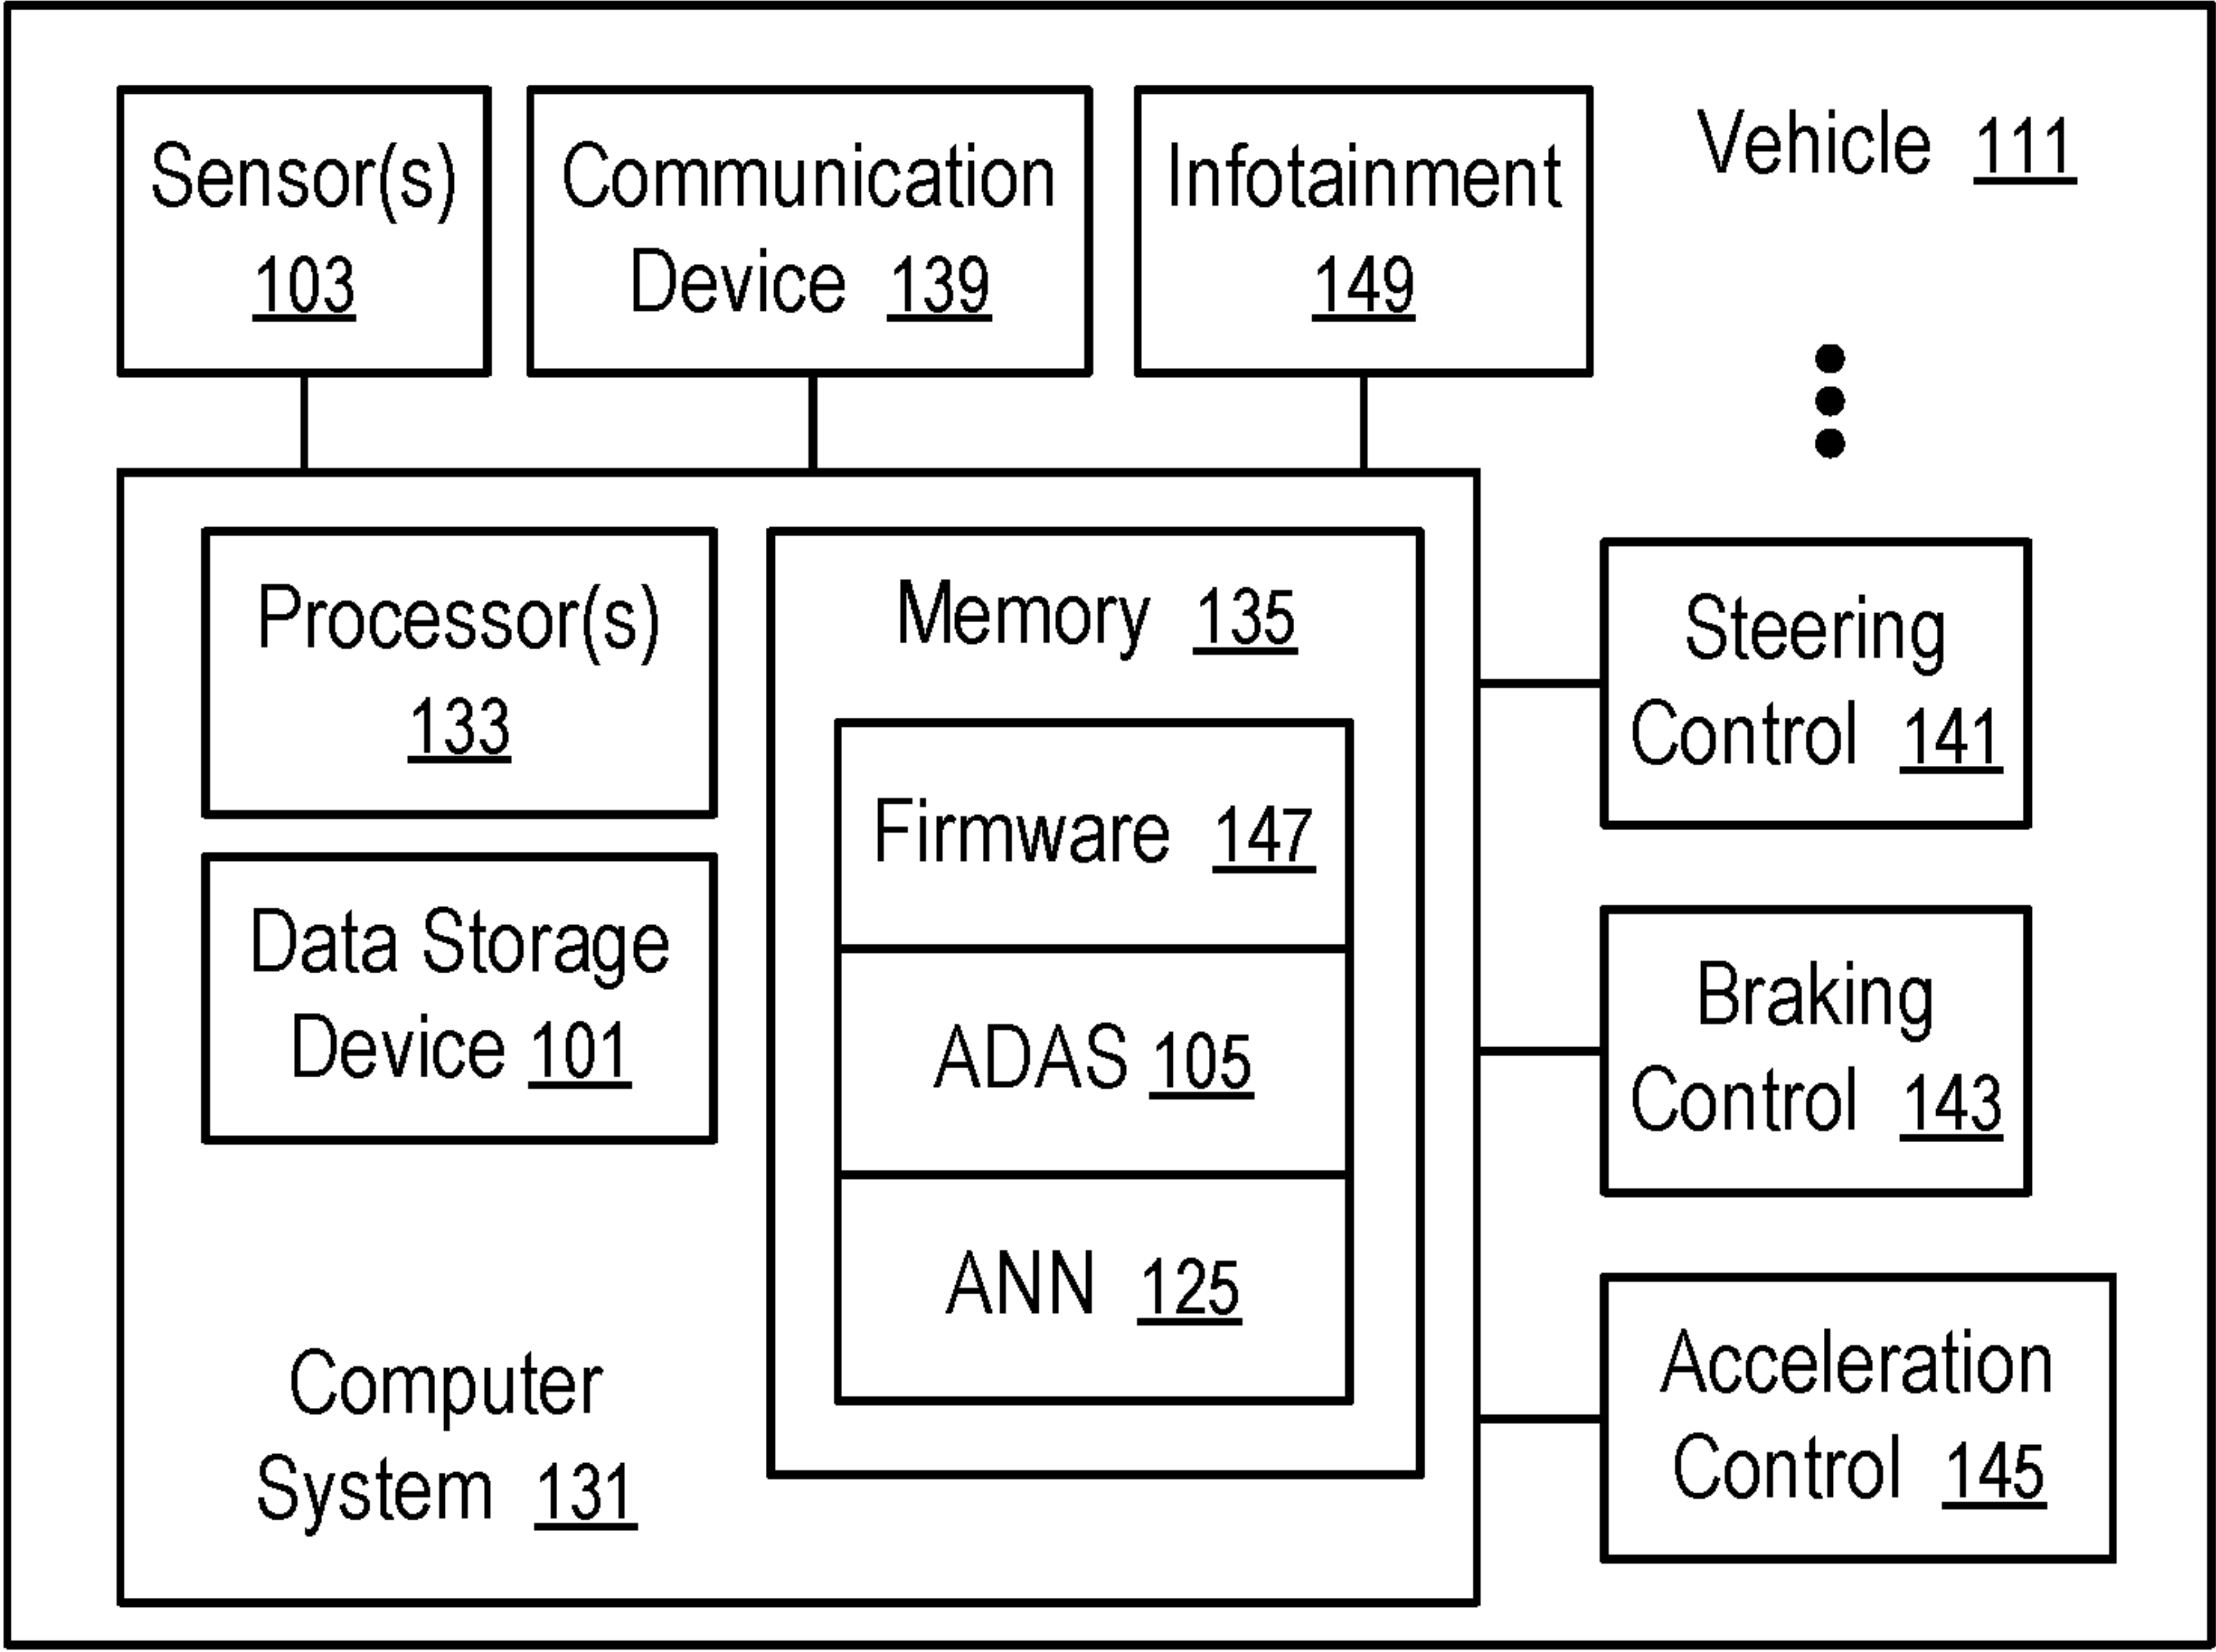 Sensor(s)
103
Communication
Device 139
Infotainment
149
Vehicle 111
Processor(s)
133
Data Storage
Device 101
Computer
System 131
Memory 135
Firmware 147
ADAS 105
ANN 125
Steering
Control 141
Braking
Control 143
Acceleration
Control 145